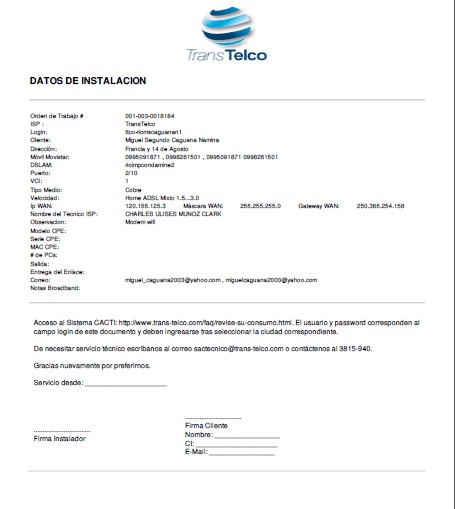 TransTelco
DATOS DE INSTALACION
Orden de Trabajo # 001-003-0018184
ISP : TransTelco
Login: ttco-riomscaguanan1
Cliente: Miguel Segundo Caguana Namina
Dirección: Francia y 14 de Agosto
Móvil Movistar: 0995091871 , 0998261501 , 0995091871 0998261501
DSLAM: riolmpcondamine2
Puerto: 2/10
VCI: 1
Tipo Medio: Cobre
Velocidad: Home ADSL Mixto 1.5...3.0
Ip WAN: 120.155.125.3 Máscara WAN: 255.255.255.0 Gateway WAN: 250.365.254.158
Nombre del Tecnico ISP: CHARLES ULISES MUNOZ CLARK
Observacion: Modem wifi
Modelo CPE:
Serie CPE:
MAC CPE:
# de PCs:
Salida:
Entrega del Enlace:
Correo: miguel_caguana2003@yahoo.com , miguelcaguana2003@yahoo.com
Notas Broadband:
Acceso al Sistema CACTI: http://www.trans-telco.com/faq/revise-su-consumo.html. El usuario y password corresponden al
campo login de este documento y deben ingresarse tras seleccionar la ciudad correspondiente.
De necesitar servicio técnico escribanos al correo sactecnico@trans-telco.com o contáctenos al 3815-940.
Gracias nuevamente por preferirnos.
Servicio desde: ____________________
Firma Instalador
Firma Cliente
Nombre: ________________
CI: ____________________
E-Mail: ________________